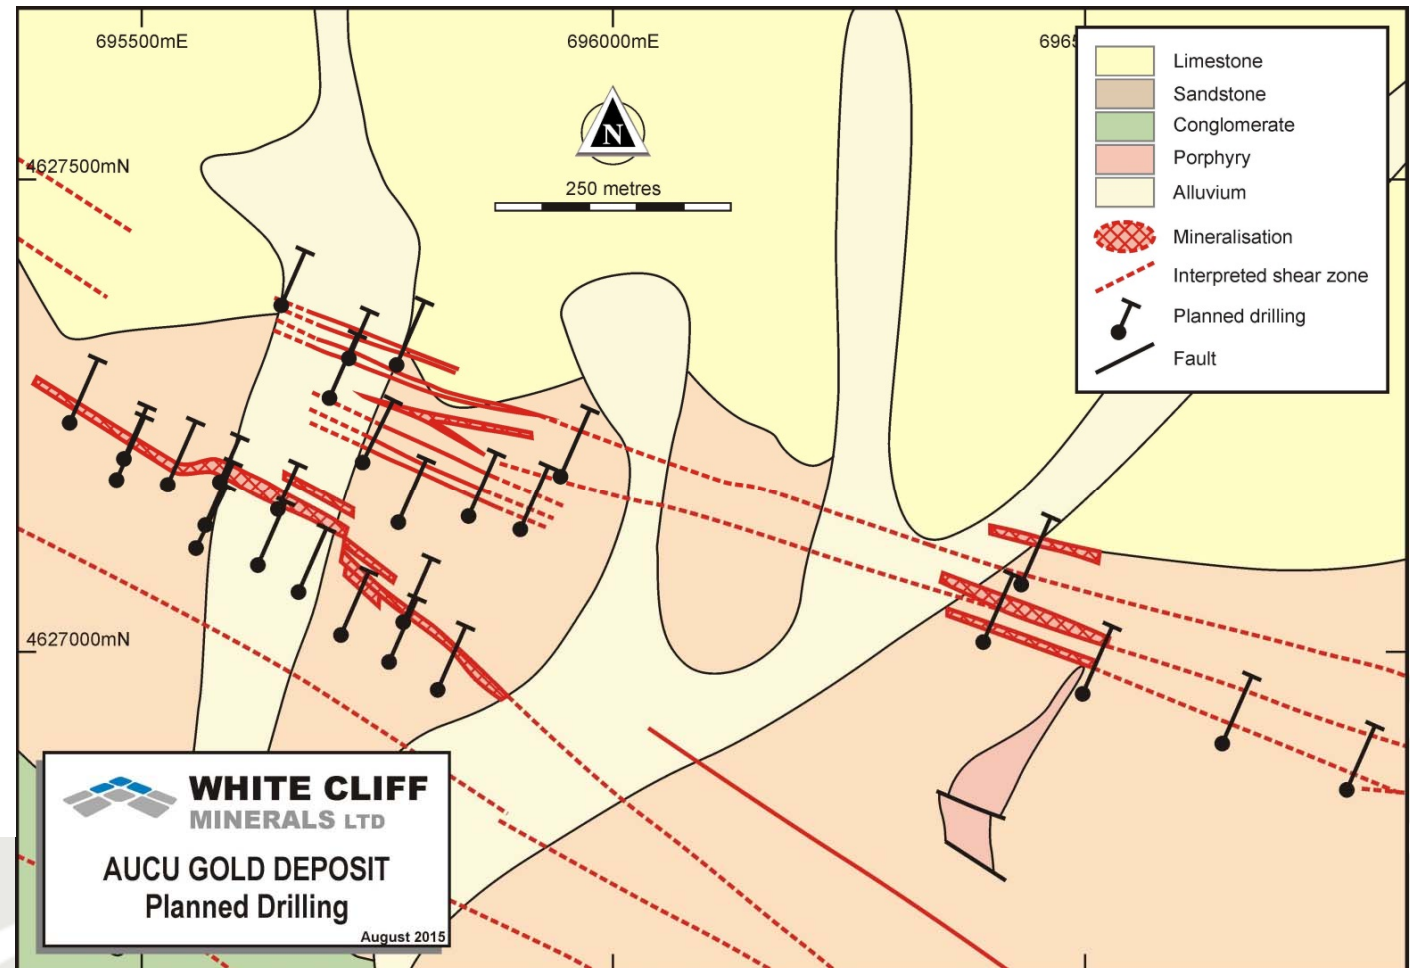 695500mE
696000mE
6965
4627500mN
N
250 metres
4627000mN
Limestone
Sandstone
Conglomerate
Porphyry
Alluvium
Mineralisation
Interpreted shear zone
Planned drilling
Fault
WHITE CLIFF
MINERALS LTD
AUCU GOLD DEPOSIT
Planned Drilling
August 2015